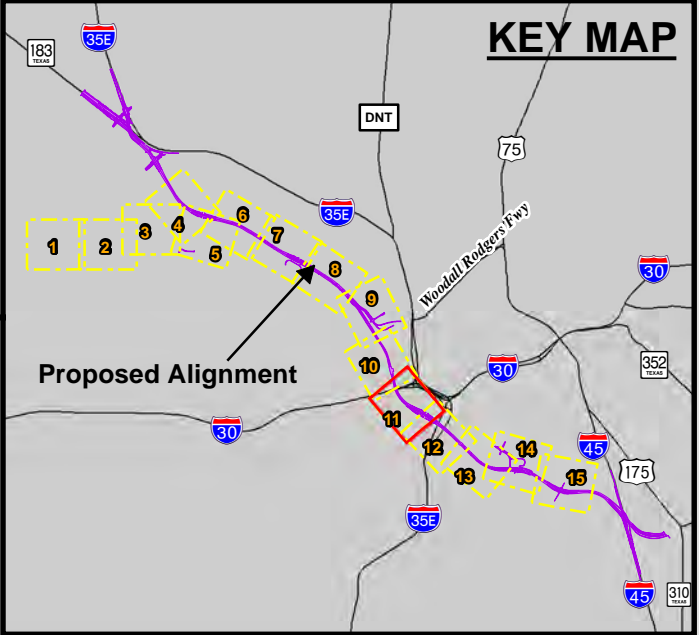 KEY MAP
35E
183
TEXAS
DNT
75
35E
Woodall Rodgers Fwy
30
6
7
4
3
1
2
5
8
9
352
TEXAS
30
Proposed Alignment
10
30
11
12
14
45
13
15
175
35E
45
310
TEXAS